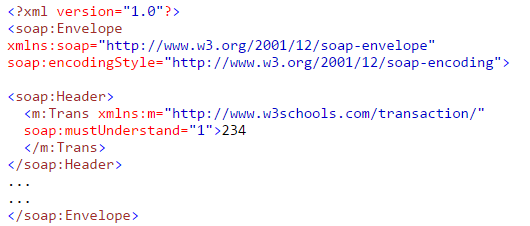 <?xml version="1.0"?>
<soap:Envelope
xmlns:soap="http://www.w3.org/2001/12/soap-envelope"
soap:encodingStyle="http://www.w3.org/2001/12/soap-encoding">

<soap:Header>
  <m:Trans xmlns:m="http://www.w3schools.com/transaction/"
  soap:mustUnderstand="1">234
  </m:Trans>
</soap:Header>
...
...
</soap:Envelope>